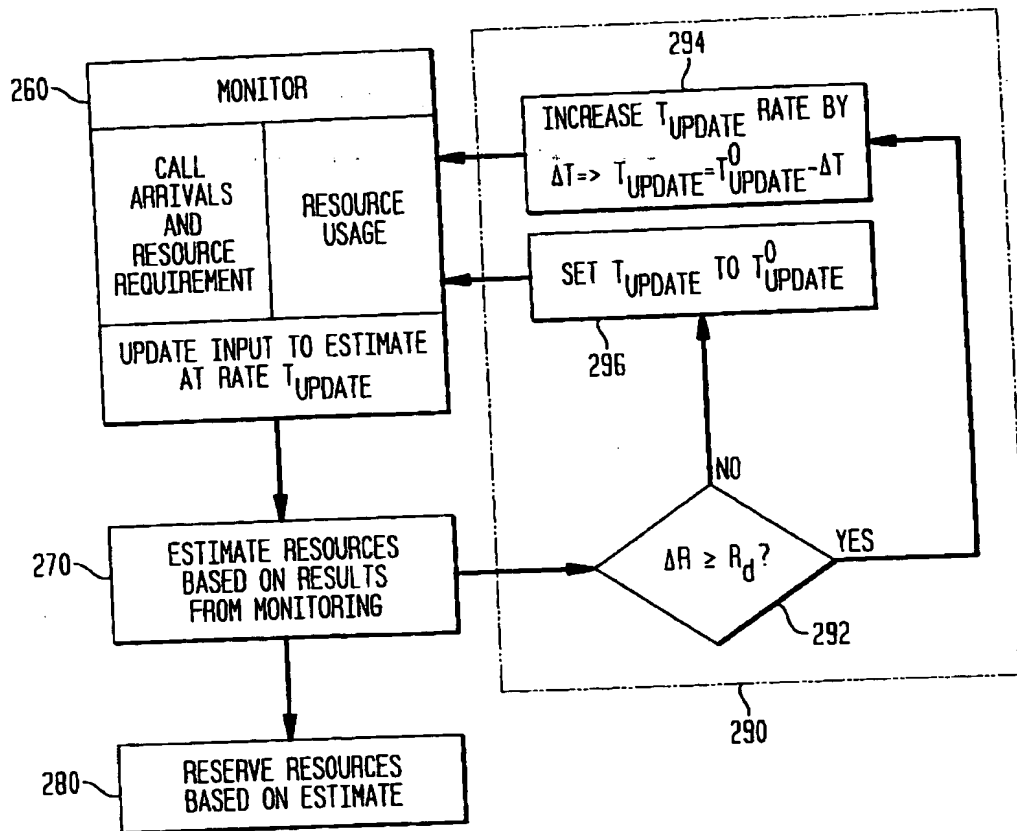 260
MONITOR
CALL
ARRIVALS
AND
RESOURCE
REQUIREMENT
RESOURCE
USAGE
UPDATE INPUT TO ESTIMATE
AT RATE T_UPDATE
294
INCREASE T_UPDATE RATE BY
ΔT=> T_UPDATE=T^0_UPDATE-ΔT
SET T_UPDATE TO T^0_UPDATE
296
NO
YES
ΔR ≥ R_d?
292
290
270
ESTIMATE RESOURCES
BASED ON RESULTS
FROM MONITORING
280
RESERVE RESOURCES
BASED ON ESTIMATE